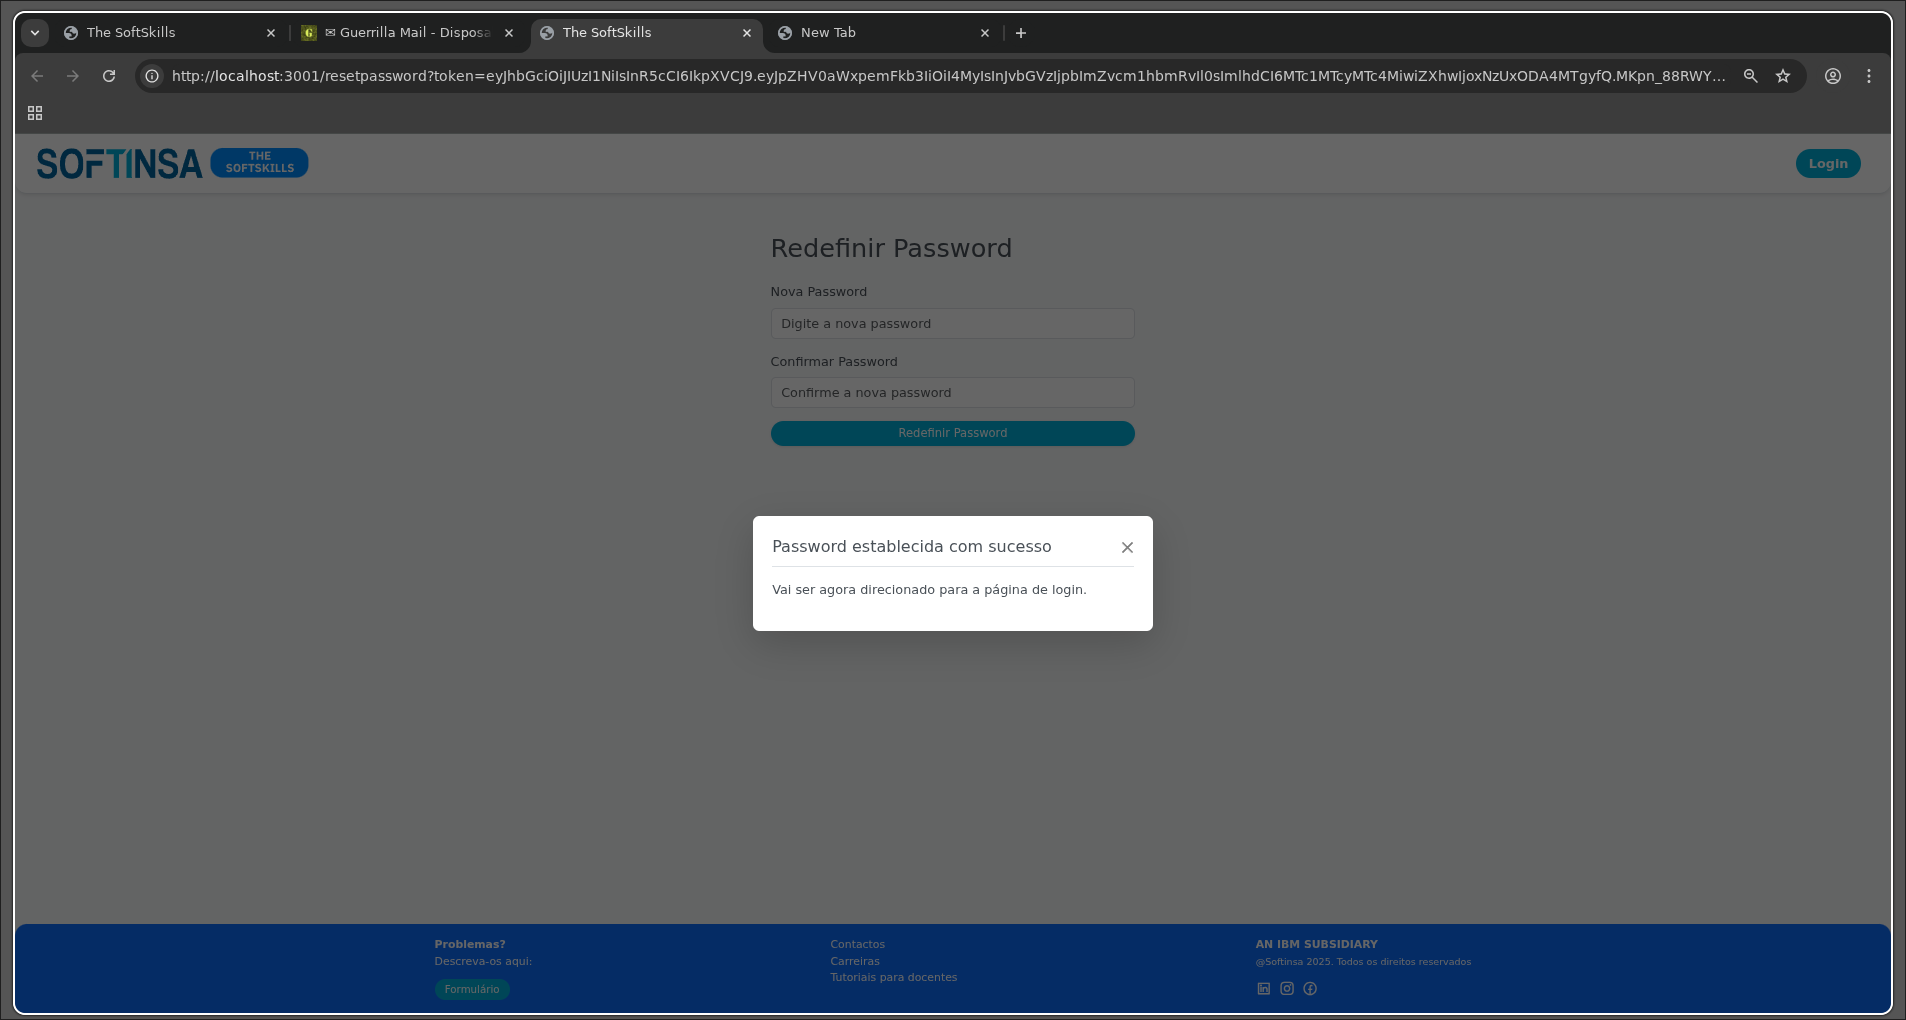 The SoftSkills
✉ Guerrilla Mail - Disposa
The SoftSkills
New Tab
http://localhost:3001/resetpassword?token=eyJhbGciOiJIUzI1NiIsInR5cCI6IkpXVCJ9.eyJpZHV0aWxpemFkb3IiOiI4MyIsInJvbGVzIjpbImZvcm1hbmRvIl0sImlhdCI6MTc1MTcyMTc4MiwiZXhwIjoxNzUxODA4MTgyfQ.MKpn_88RWY...
SOFTINSA
THE
SOFTSKILLS
Login
Redefinir Password
Nova Password
Digite a nova password
Confirmar Password
Confirme a nova password
Redefinir Password
Password establecida com sucesso
Vai ser agora direcionado para a página de login.
Problemas?
Descreva-os aqui:
Formulário
Contactos
Carreiras
Tutoriais para docentes
AN IBM SUBSIDIARY
@Softinsa 2025. Todos os direitos reservados